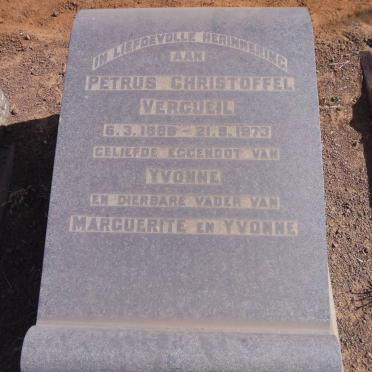 IN LIEFDEVOLLE HERINNERING
AAN
PETRUS CHRISTOFFEL
VERCUEIL
6.3.1886 – 21.8.1973
GELIEFDE EGGENOOT VAN
YVONNE
EN DIERBARE VADER VAN
MARGUERITE EN YVONNE